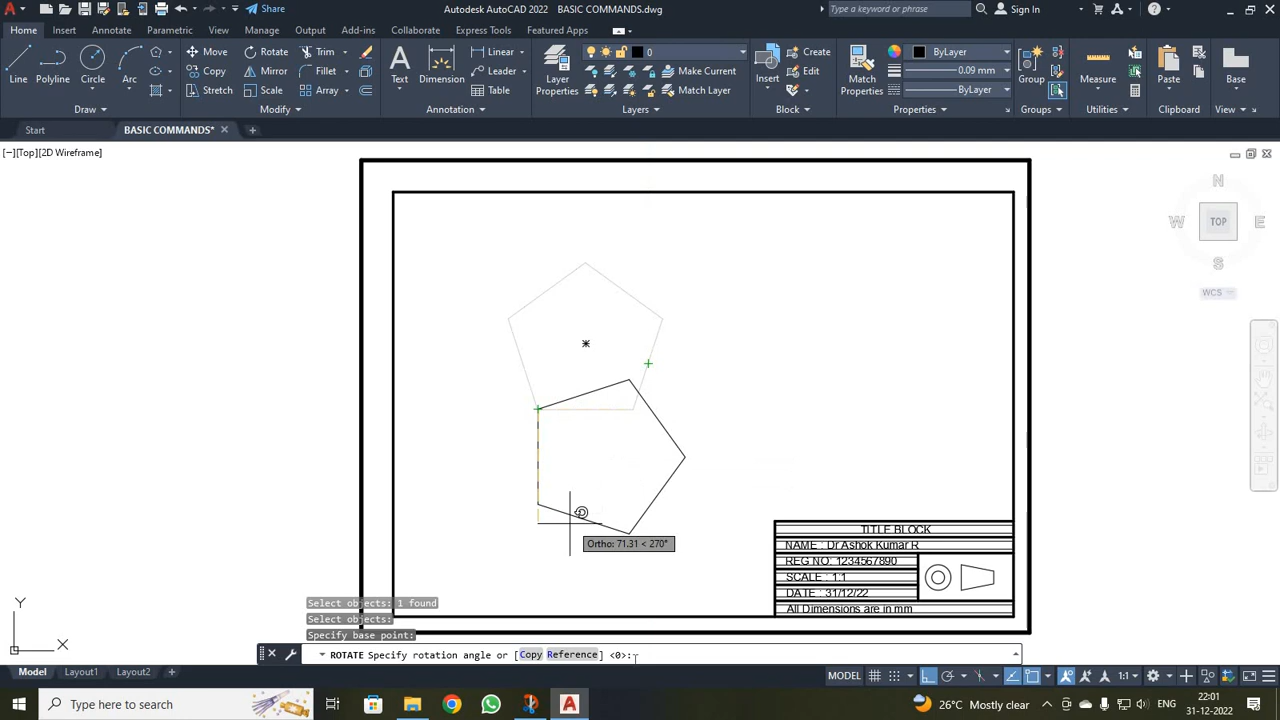 Share
Autodesk AutoCAD 2022 BASIC COMMANDS.dwg
Type a keyword or phrase
Sign In
Home Insert Annotate Parametric View Manage Output Add-ins Collaborate Express Tools Featured Apps
Line
Polyline
Circle
Arc
Draw
Move
Rotate
Trim
Copy
Mirror
Fillet
Stretch
Scale
Array
Modify
Text
Dimension
Linear
Leader
Table
Annotation
Layer
Properties
0
Make Current
Match Layer
Layers
Insert
Create
Edit
Block
Match
Properties
ByLayer
0.09 mm
ByLayer
Properties
Group
Groups
Measure
Utilities
Paste
Clipboard
Base
View
Start
BASIC COMMANDS*
[−][Top][2D Wireframe]
N
W TOP E
S
WCS
Ortho: 71.31 < 270°
TITLE BLOCK
NAME : Dr Ashok Kumar R
REG NO: 1234567890
SCALE : 1:1
DATE : 31/12/22
All Dimensions are in mm
Y
X
Select objects: 1 found
Select objects:
Specify base point:
ROTATE Specify rotation angle or [Copy Reference] <0>:
Model Layout1 Layout2
MODEL
1:1
Type here to search
26°C Mostly clear
ENG
22:01
31-12-2022